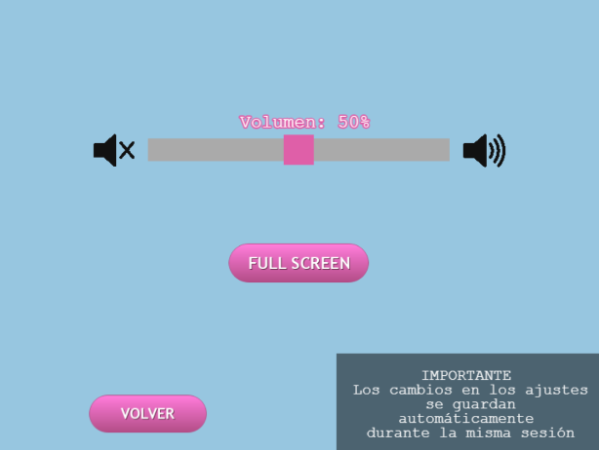 Volumen: 50%
FULL SCREEN
VOLVER
IMPORTANTE
Los cambios en los ajustes
se guardan
automáticamente
durante la misma sesión